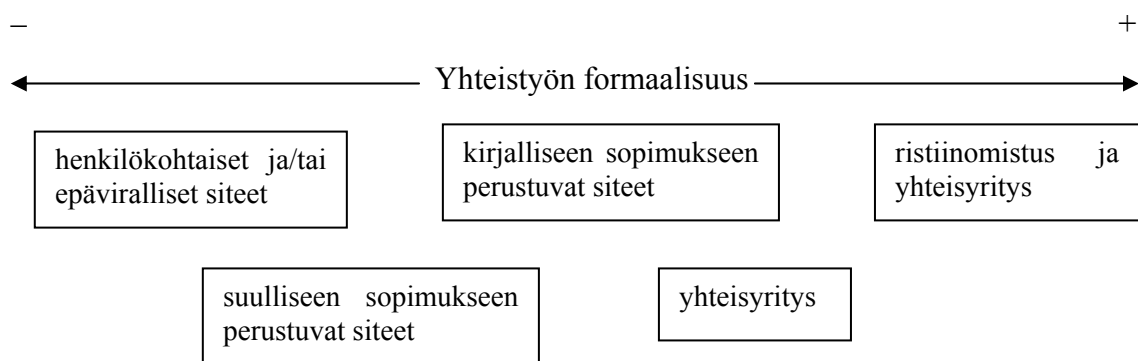 – +
Yhteistyön formaalisuus
henkilökohtaiset ja/tai
epäviralliset siteet
kirjalliseen sopimukseen
perustuvat siteet
ristiinomistus ja
yhteisyritys
suulliseen sopimukseen
perustuvat siteet
yhteisyritys